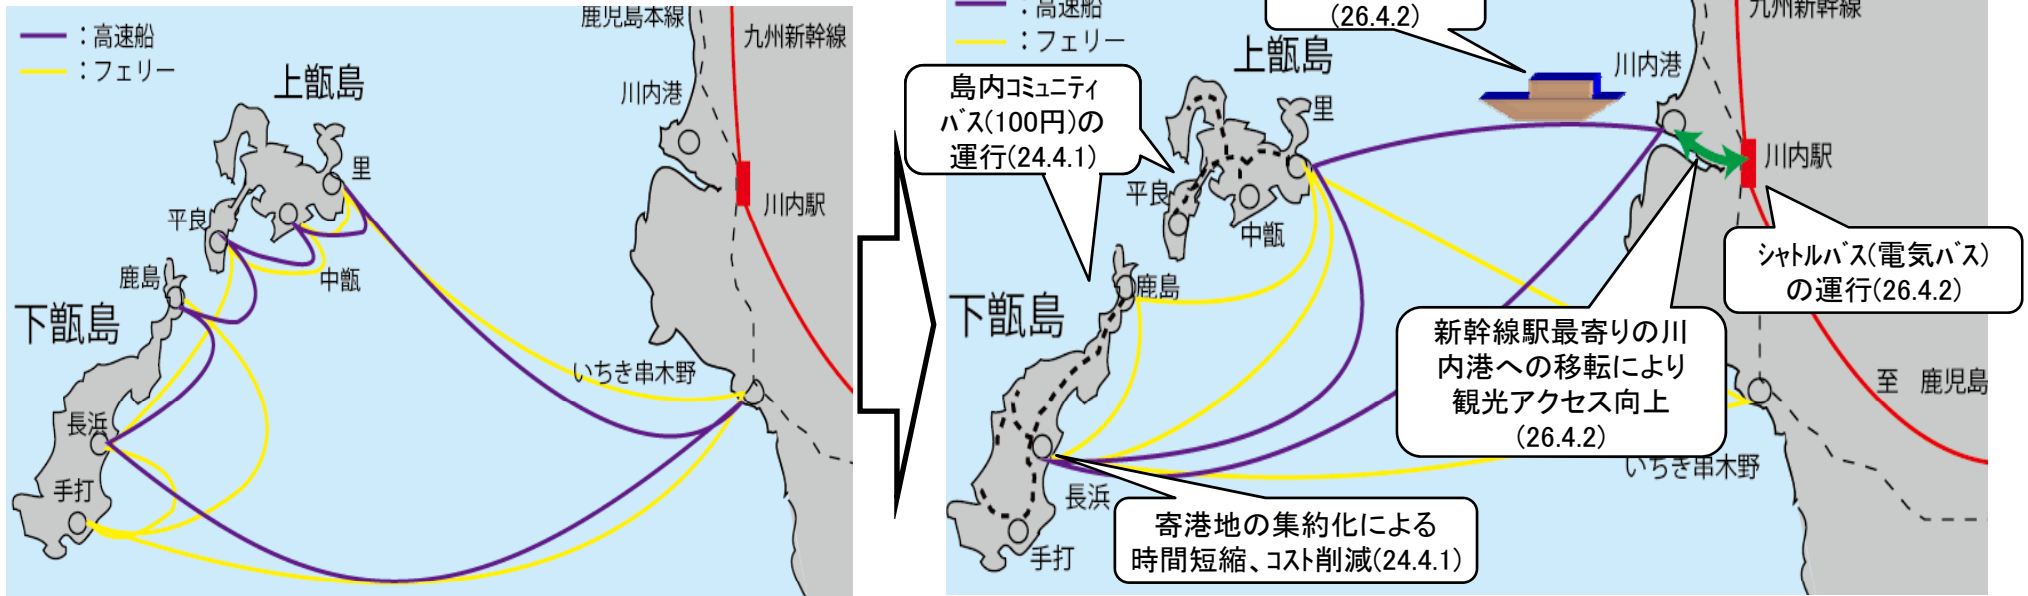 鹿児島本線
九州新幹線
：高速船
：フェリー
上甑島
川内港
里
平良
川内駅
中甑
鹿島
下甑島
いちき串木野
長浜
手打
：高速船
：フェリー
(26.4.2)
九州新幹線
上甑島
川内港
島内コミュニティ
バス(100円)の
運行(24.4.1)
里
川内駅
平良
中甑
シャトルバス(電気バス)
の運行(26.4.2)
鹿島
下甑島
新幹線駅最寄りの川
内港への移転により
観光アクセス向上
(26.4.2)
至　鹿児島
いちき串木野
長浜
寄港地の集約化による
時間短縮、コスト削減(24.4.1)
手打